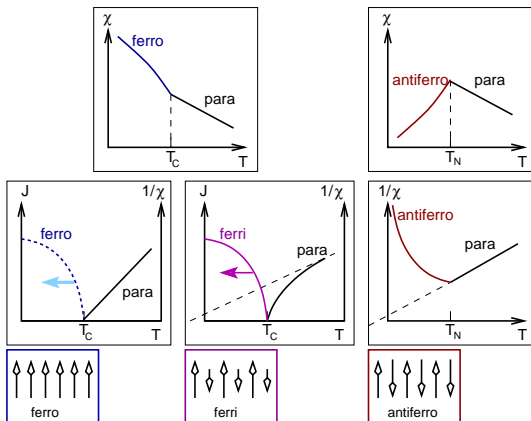 χ
ferro
para
T_C
T
χ
antiferro
para
T_N
T
J
1/χ
ferro
para
T_C
T
J
1/χ
ferri
para
T_C
T
1/χ
antiferro
para
T_N
T
ferro
ferri
antiferro